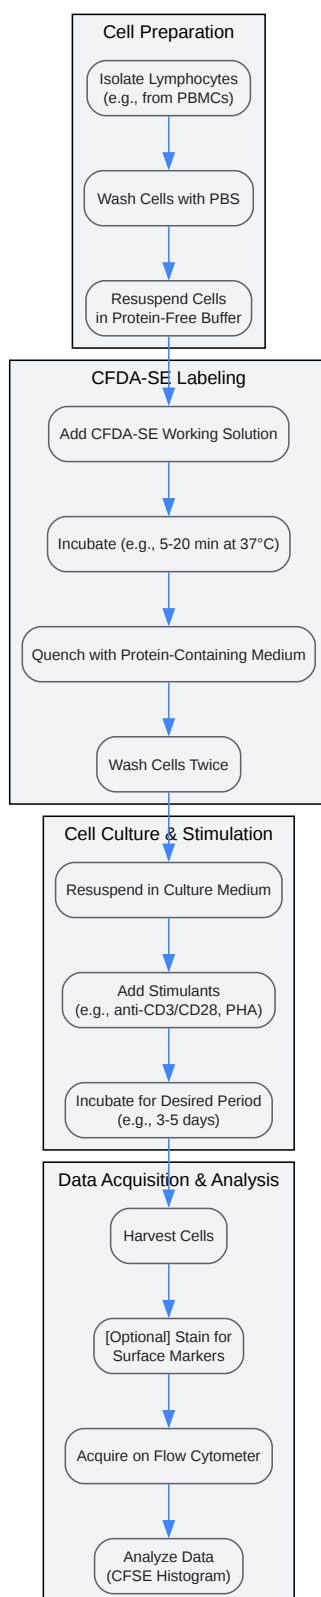 Cell Preparation
Isolate Lymphocytes
(e.g., from PBMCs)
Wash Cells with PBS
Resuspend Cells
in Protein-Free Buffer
CFDA-SE Labeling
Add CFDA-SE Working Solution
Incubate (e.g., 5-20 min at 37°C)
Quench with Protein-Containing Medium
Wash Cells Twice
Cell Culture & Stimulation
Resuspend in Culture Medium
Add Stimulants
(e.g., anti-CD3/CD28, PHA)
Incubate for Desired Period
(e.g., 3-5 days)
Data Acquisition & Analysis
Harvest Cells
[Optional] Stain for
Surface Markers
Acquire on Flow Cytometer
Analyze Data
(CFSE Histogram)